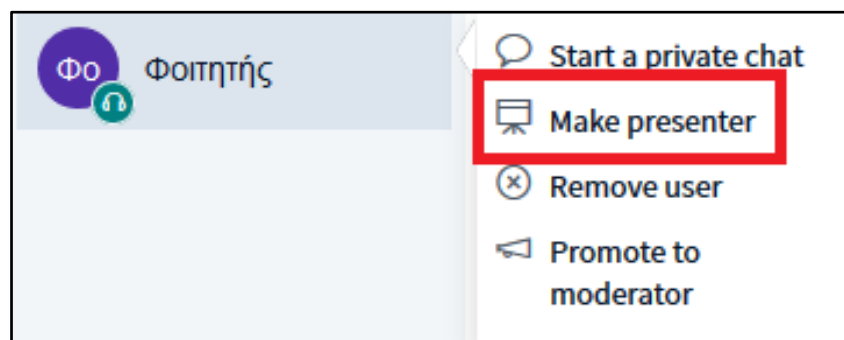 Φο Φοιτητής
Start a private chat
Make presenter
Remove user
Promote to
moderator